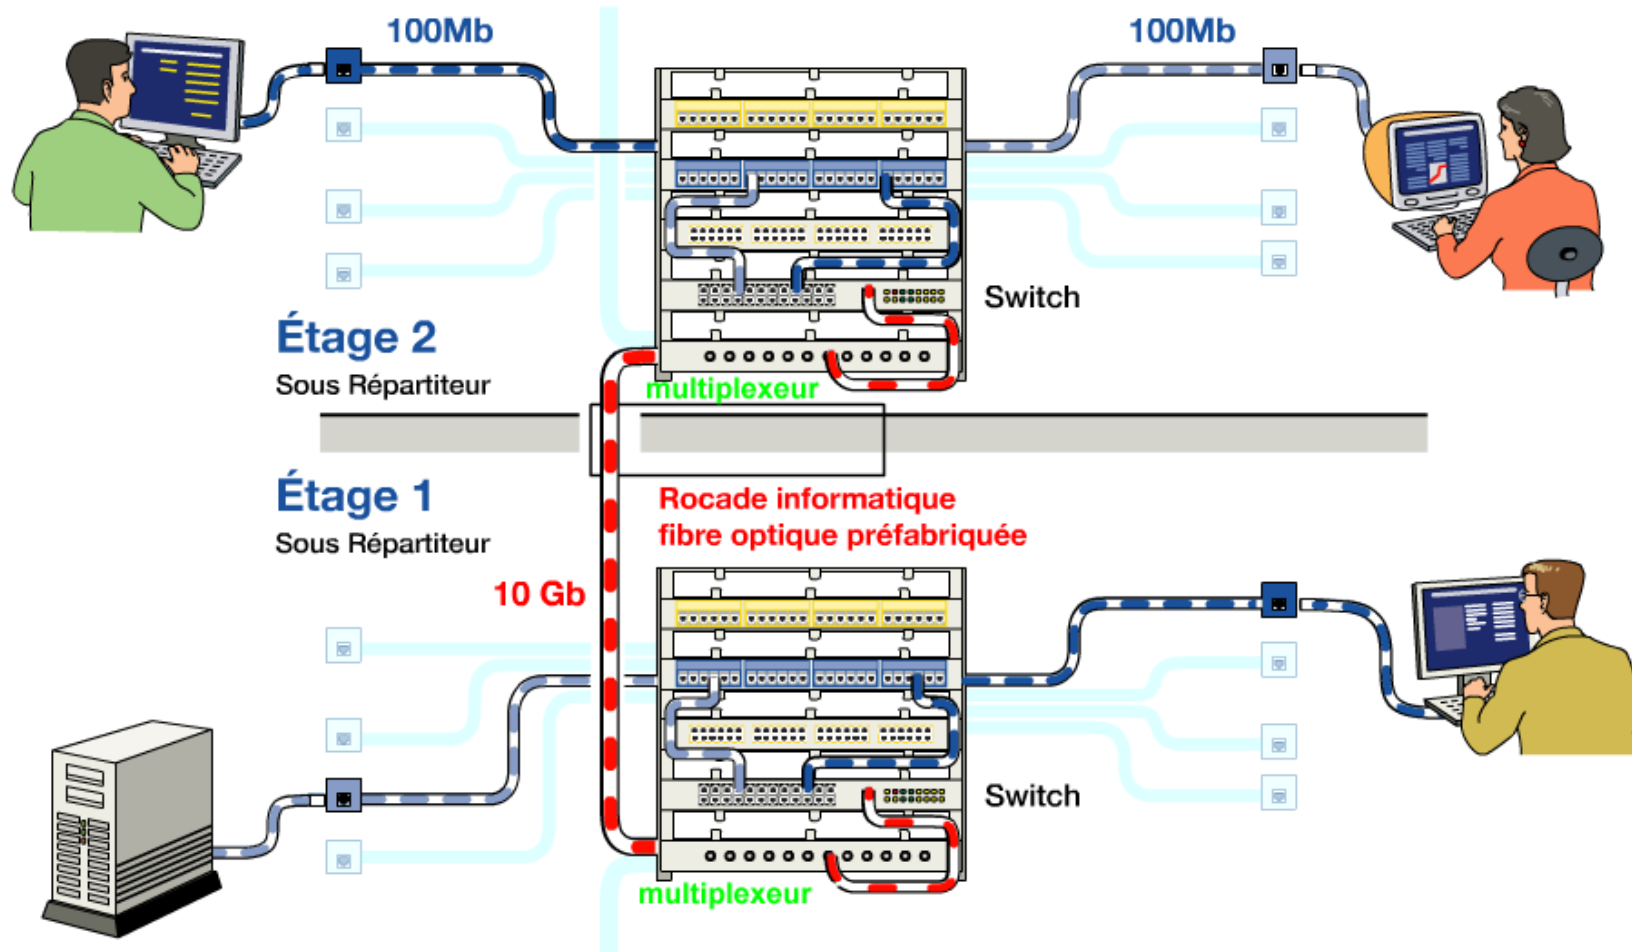 100Mb
100Mb
Switch
Étage 2
Sous Répartiteur
multiplexeur
Étage 1
Sous Répartiteur
Rocade informatique
fibre optique préfabriquée
10 Gb
Switch
multiplexeur